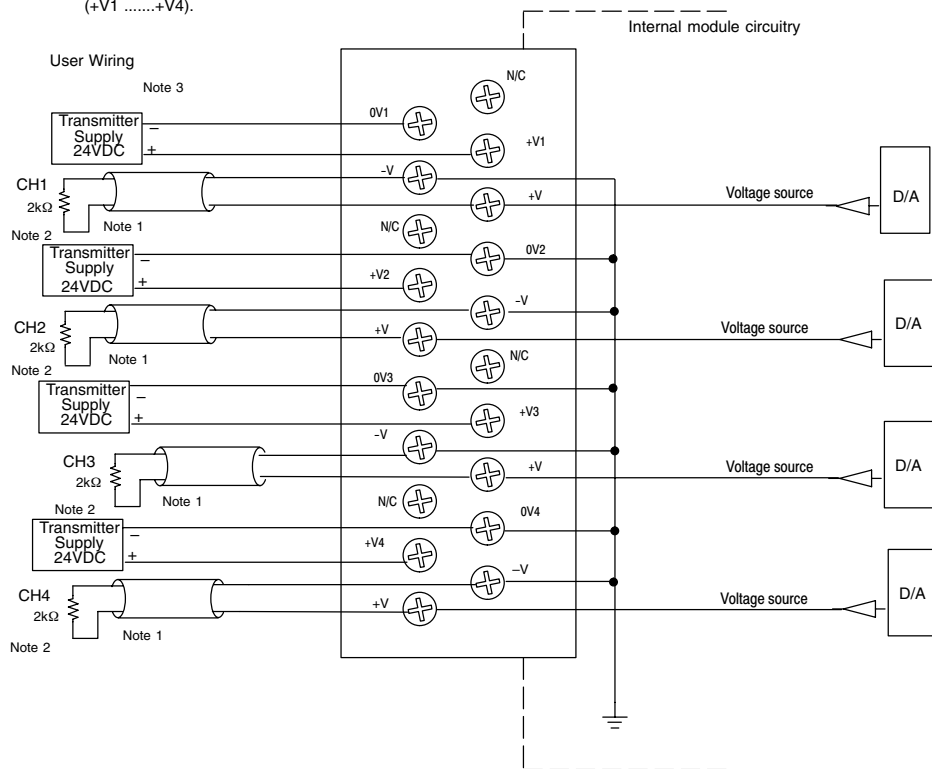 (+V1 .......+V4).
Internal module circuitry
User Wiring
Note 3
N/C
0V1
Transmitter
Supply
24VDC
−
+
+V1
−V
CH1
2kΩ
Note 1
Note 2
+V
Voltage source
D/A
N/C
0V2
Transmitter
Supply
24VDC
−
+
+V2
−V
CH2
2kΩ
Note 1
Note 2
+V
Voltage source
D/A
N/C
0V3
Transmitter
Supply
24VDC
−
+
+V3
−V
CH3
2kΩ
Note 1
Note 2
+V
Voltage source
D/A
N/C
0V4
Transmitter
Supply
24VDC
−
+
+V4
−V
CH4
2kΩ
Note 1
Note 2
+V
Voltage source
D/A